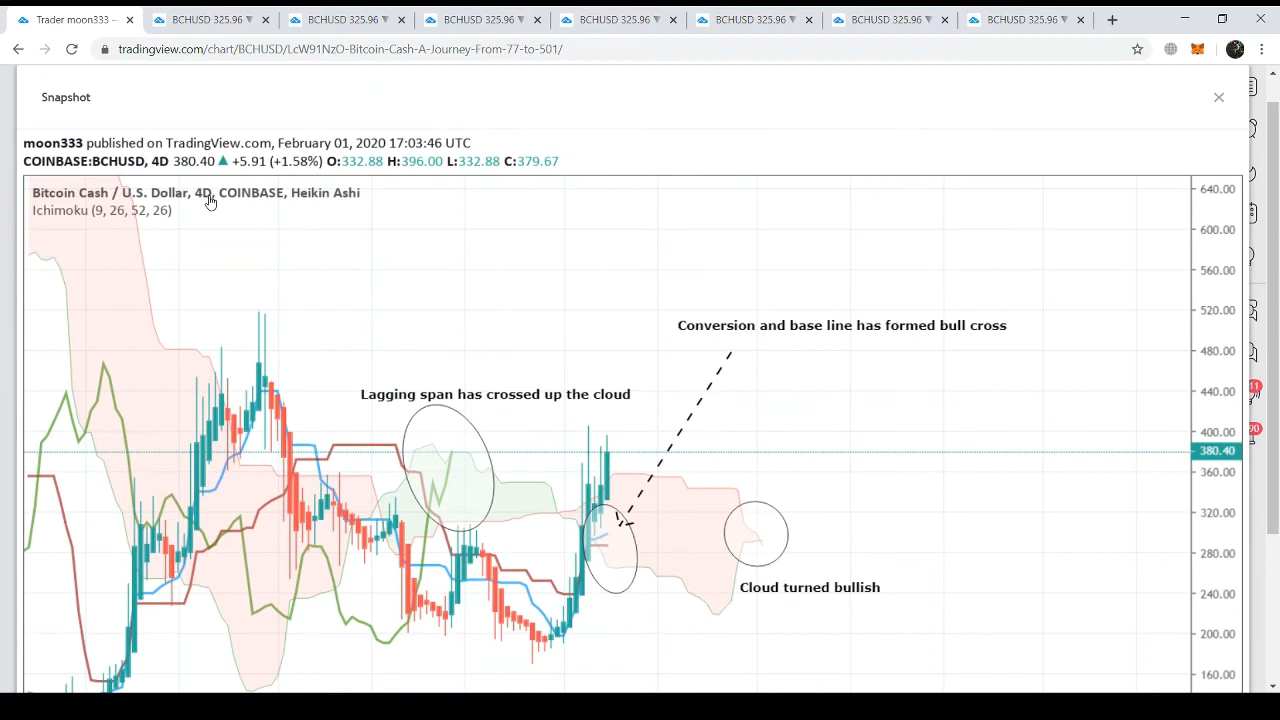 Trader moon333 —
BCHUSD 325.96 ▼
BCHUSD 325.96 ▼
BCHUSD 325.96 ▼
BCHUSD 325.96 ▼
BCHUSD 325.96 ▼
BCHUSD 325.96 ▼
BCHUSD 325.96 ▼
tradingview.com/chart/BCHUSD/LcW91NzO-Bitcoin-Cash-A-Journey-From-77-to-501/
Snapshot
moon333 published on TradingView.com, February 01, 2020 17:03:46 UTC
COINBASE:BCHUSD, 4D 380.40 ▲ +5.91 (+1.58%) O:332.88 H:396.00 L:332.88 C:379.67
Bitcoin Cash / U.S. Dollar, 4D, COINBASE, Heikin Ashi
Ichimoku (9, 26, 52, 26)
640.00
600.00
560.00
520.00
Conversion and base line has formed bull cross
480.00
Lagging span has crossed up the cloud
440.00
11
400.00
90
380.40
360.00
320.00
280.00
Cloud turned bullish
240.00
200.00
160.00